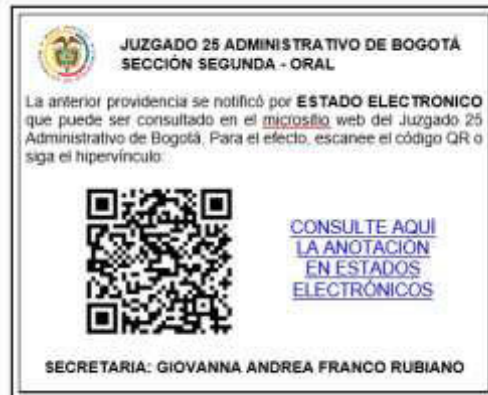 JUZGADO 25 ADMINISTRATIVO DE BOGOTÁ
SECCIÓN SEGUNDA - ORAL
La anterior providencia se notificó por ESTADO ELECTRONICO
que puede ser consultado en el micrositio web del Juzgado 25
Administrativo de Bogotá. Para el efecto, escanee el código QR o
siga el hipervínculo:
CONSULTE AQUÍ
LA ANOTACIÓN
EN ESTADOS
ELECTRÓNICOS
SECRETARIA: GIOVANNA ANDREA FRANCO RUBIANO